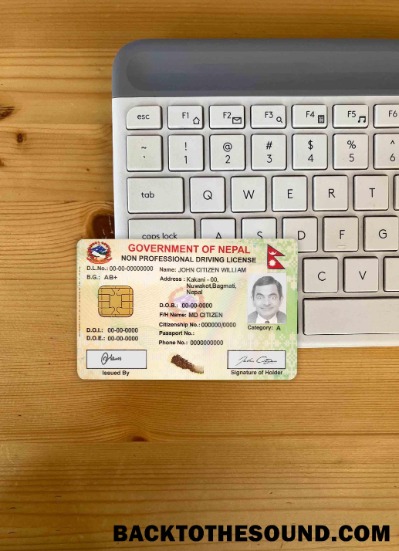 esc F1 F2 F3 F4 F5 F6
~ ! @ # $ % ^
` 1 2 3 4 5 6
tab Q W E R T
caps lock A S D F G
C V
GOVERNMENT OF NEPAL
NON PROFESSIONAL DRIVING LICENSE
D.L.No.: 00-00-00000000 Name: JOHN CITIZEN WILLIAM
B.G.: AB+ Address : Kakani - 00,
Nuwakot,Bagmati,
Nepal
D.O.B.: 00-00-0000
F/H Name: MD CITIZEN
Citizenship No.:000000/0000 Category: A
D.O.I.: 00-00-0000 Passport No.:
D.O.E.: 00-00-0000 Phone No.: 0000000000
John Citizen
Issued By Signature of Holder
BACKTOTHESOUND.COM